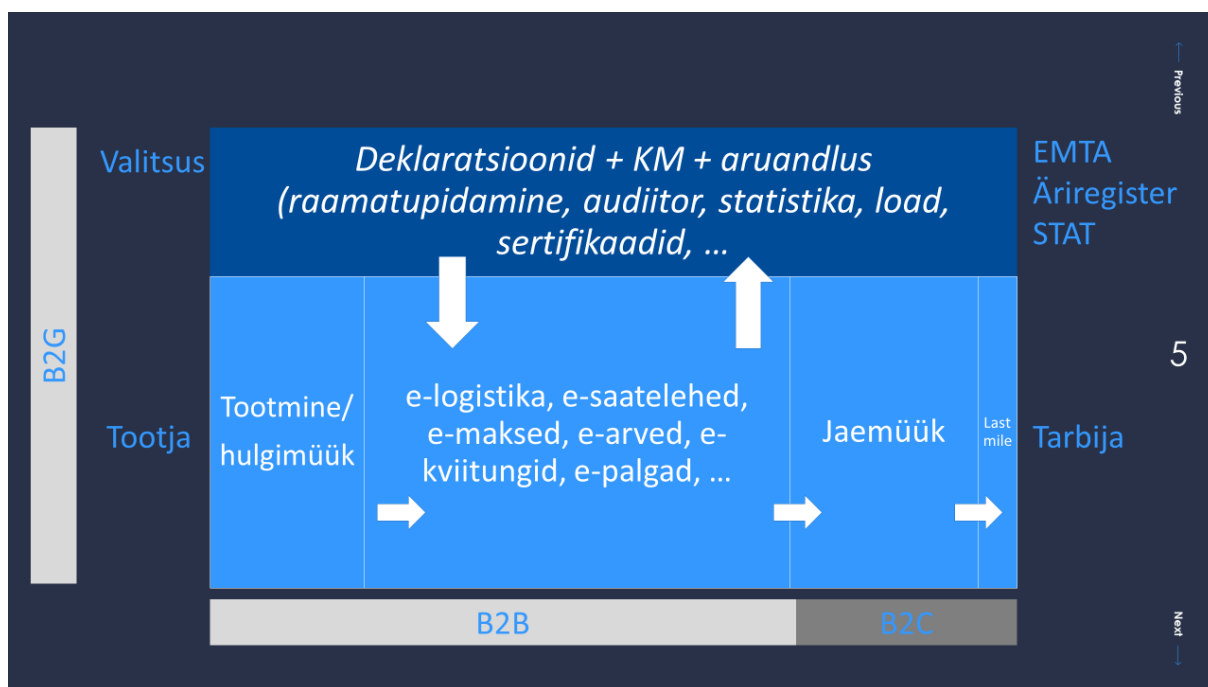 Previous
Valitsus
Deklaratsioonid + KM + aruandlus
(raamatupidamine, audiitor, statistika, load,
sertifikaadid, ...
EMTA
Äriregister
STAT
B2G
Tootja
Tootmine/
hulgimüük
e-logistika, e-saatelehed,
e-maksed, e-arved, e-
kviitungid, e-palgad, ...
Jaemüük
Last
mile
Tarbija
5
B2B
B2C
Next